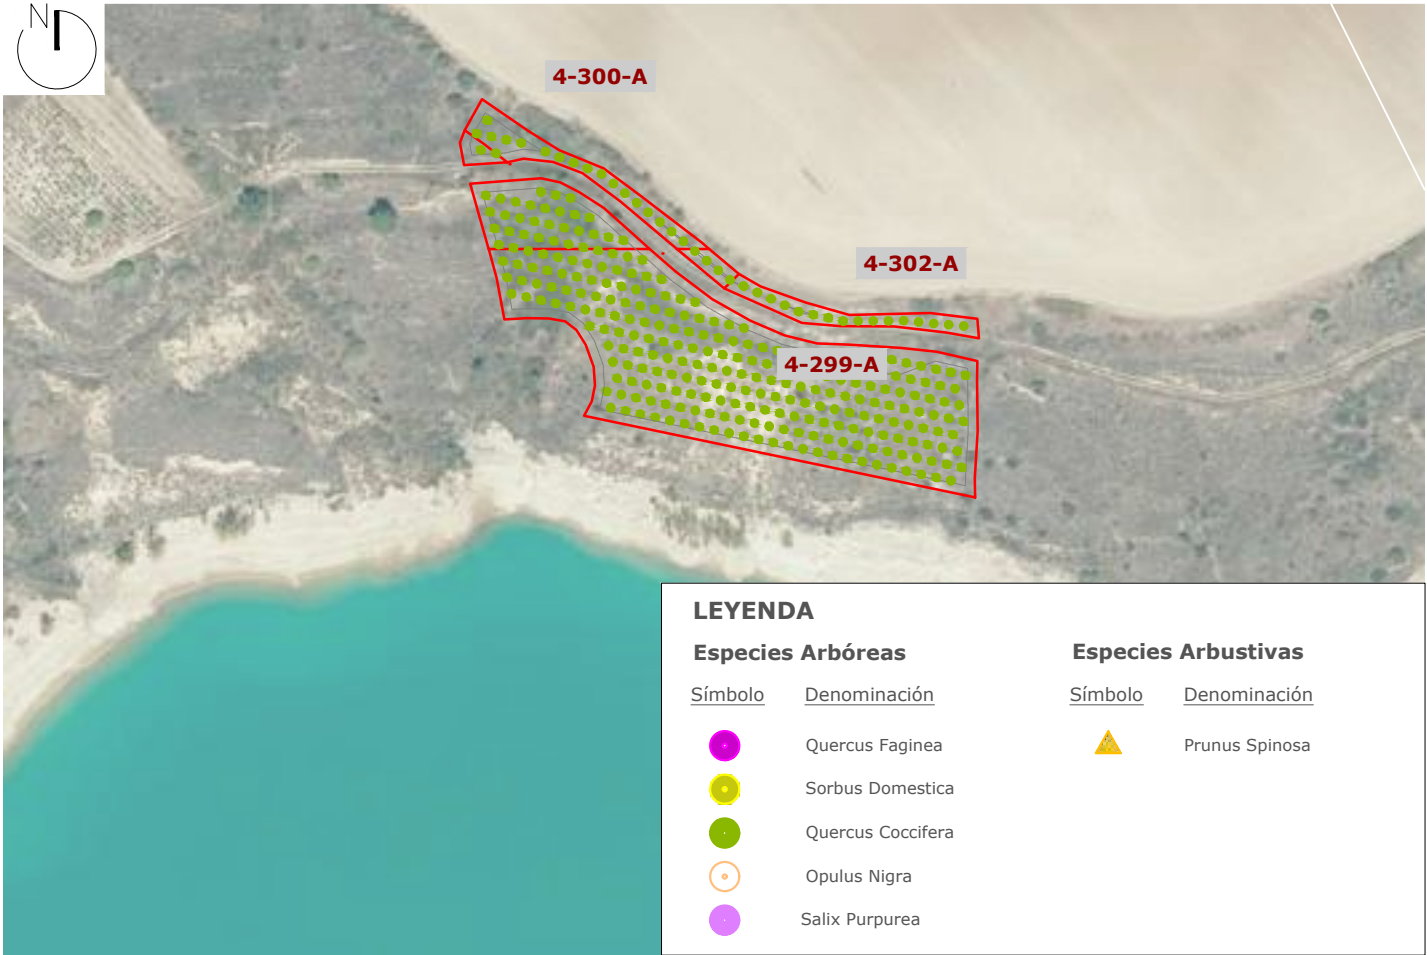 N
4-300-A
4-302-A
4-299-A
LEYENDA
Especies Arbóreas
Símbolo Denominación
Quercus Faginea
Sorbus Domestica
Quercus Coccifera
Opulus Nigra
Salix Purpurea
Especies Arbustivas
Símbolo Denominación
Prunus Spinosa